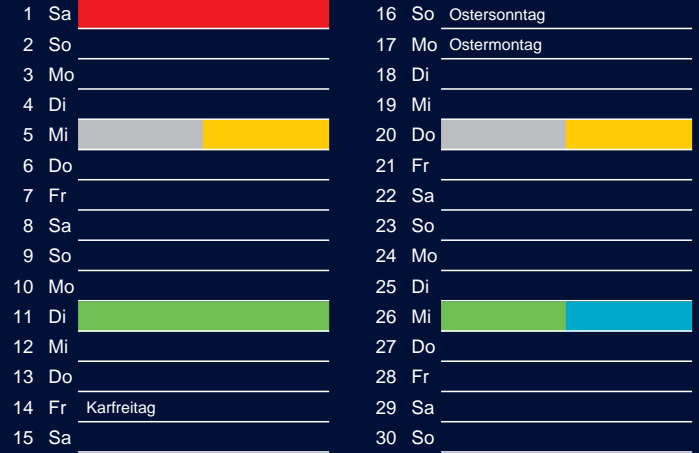 1 Sa
2 So
3 Mo
4 Di
5 Mi
6 Do
7 Fr
8 Sa
9 So
10 Mo
11 Di
12 Mi
13 Do
14 Fr Karfreitag
15 Sa
16 So Ostersonntag
17 Mo Ostermontag
18 Di
19 Mi
20 Do
21 Fr
22 Sa
23 So
24 Mo
25 Di
26 Mi
27 Do
28 Fr
29 Sa
30 So